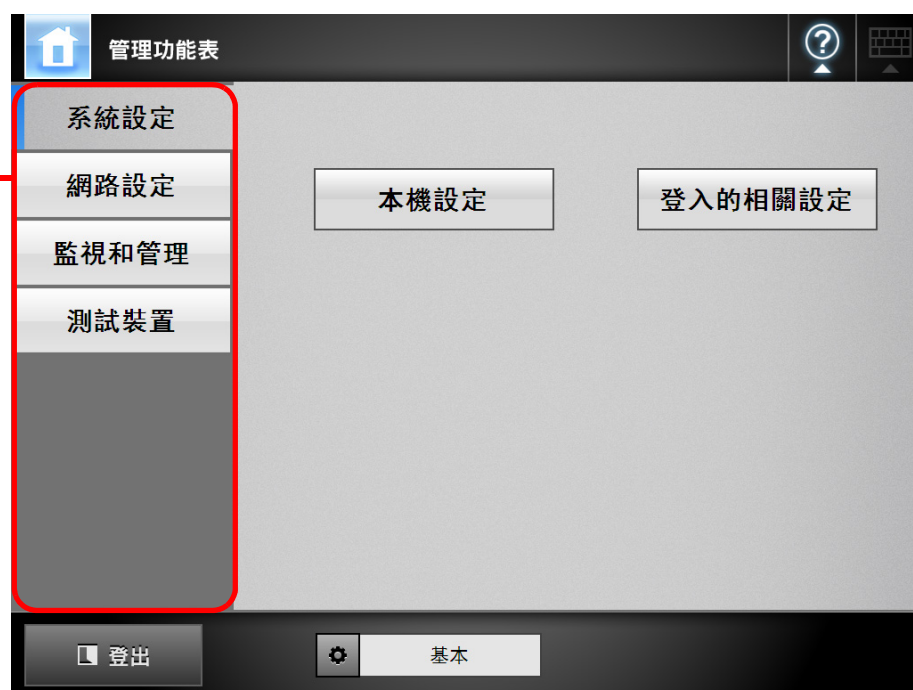 管理功能表
系統設定
網路設定
監視和管理
測試裝置
本機設定
登入的相關設定
登出
基本